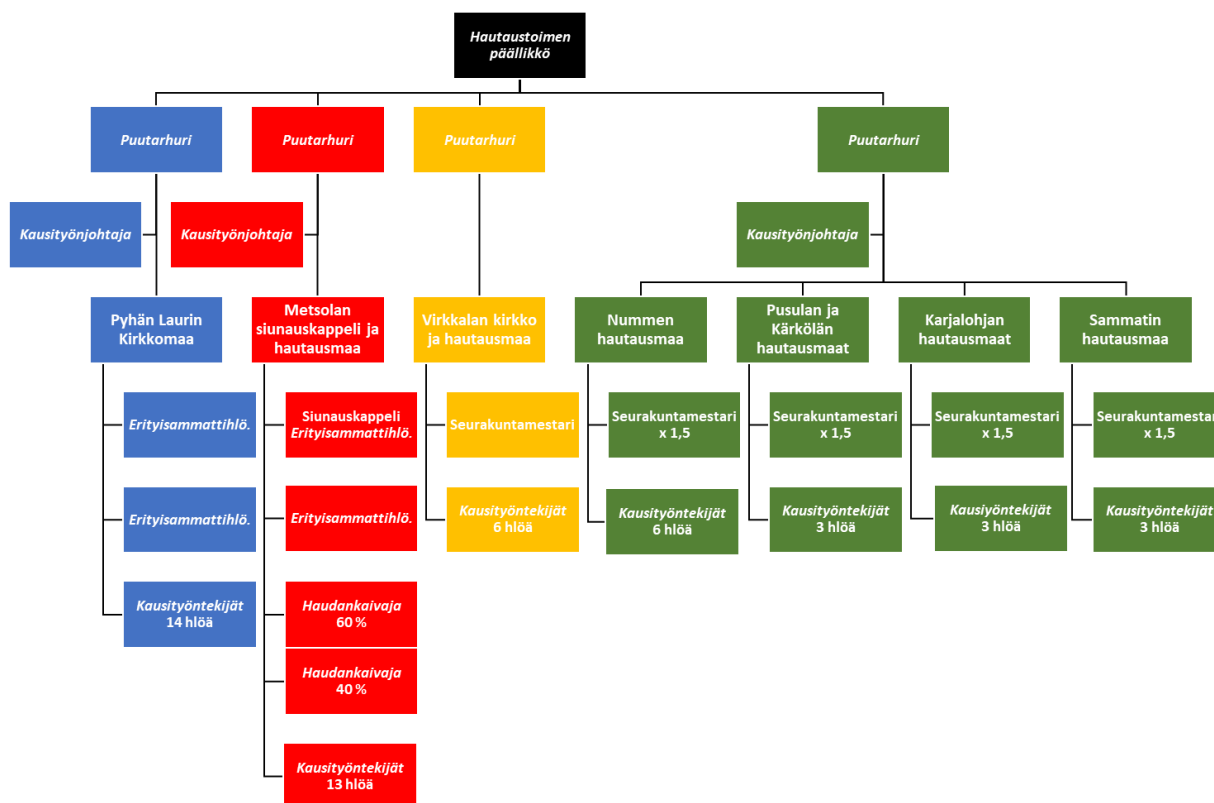 Hautaustoimen
päällikkö
Puutarhuri
Puutarhuri
Puutarhuri
Puutarhuri
Kausityönjohtaja
Kausityönjohtaja
Kausityönjohtaja
Pyhän Laurin
Kirkkomaa
Metsolan
siunauskappeli ja
hautausmaa
Virkkalan kirkko
ja hautausmaa
Nummen
hautausmaa
Pusulan ja
Kärkölän
hautausmaat
Karjalohjan
hautausmaat
Sammatin
hautausmaa
Erityisammattihlö.
Siunauskappeli
Erityisammattihlö.
Seurakuntamestari
Seurakuntamestari
x 1,5
Seurakuntamestari
x 1,5
Seurakuntamestari
x 1,5
Seurakuntamestari
x 1,5
Erityisammattihlö.
Erityisammattihlö.
Kausityöntekijät
6 hlöä
Kausityöntekijät
6 hlöä
Kausityöntekijät
3 hlöä
Kausiyöntekijät
3 hlöä
Kausityöntekijät
3 hlöä
Kausityöntekijät
14 hlöä
Haudankaivaja
60 %
Haudankaivaja
40 %
Kausityöntekijät
13 hlöä